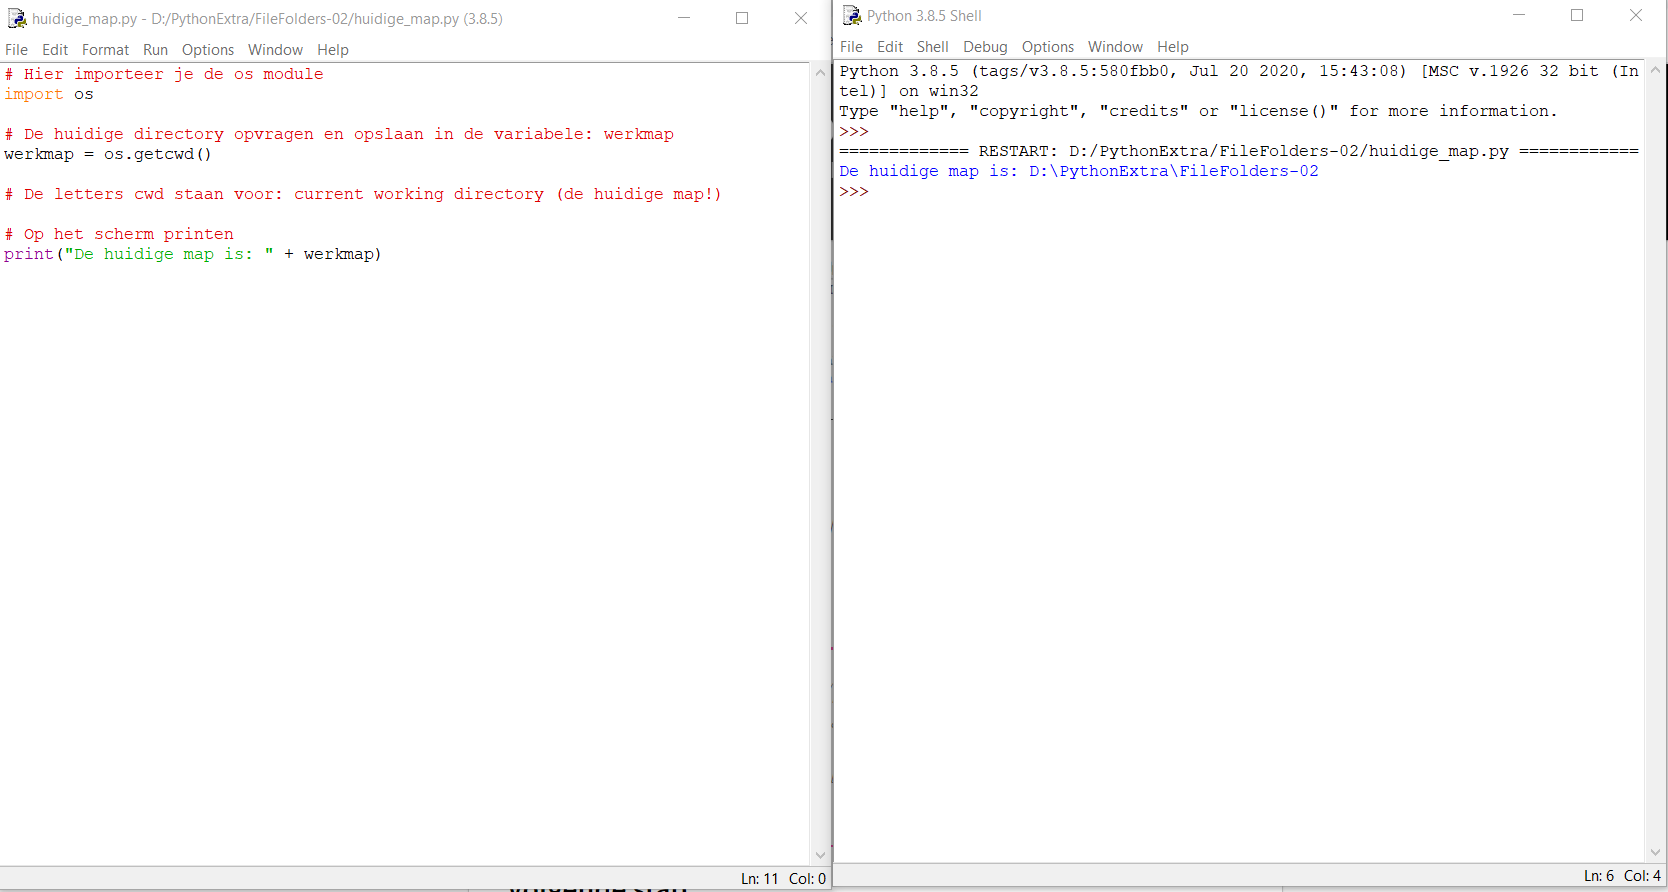 huidige_map.py - D:/PythonExtra/FileFolders-02/huidige_map.py (3.8.5)
File Edit Format Run Options Window Help
# Hier importeer je de os module
import os
# De huidige directory opvragen en opslaan in de variabele: werkmap
werkmap = os.getcwd()
# De letters cwd staan voor: current working directory (de huidige map!)
# Op het scherm printen
print("De huidige map is: " + werkmap)
Ln: 11 Col: 0
Python 3.8.5 Shell
File Edit Shell Debug Options Window Help
Python 3.8.5 (tags/v3.8.5:580fbb0, Jul 20 2020, 15:43:08) [MSC v.1926 32 bit (In
tel)] on win32
Type "help", "copyright", "credits" or "license()" for more information.
>>>
============= RESTART: D:/PythonExtra/FileFolders-02/huidige_map.py ============
De huidige map is: D:\PythonExtra\FileFolders-02
>>>
Ln: 6 Col: 4